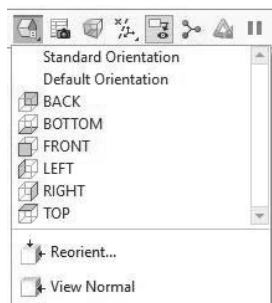 Standard Orientation
Default Orientation
BACK
BOTTOM
FRONT
LEFT
RIGHT
TOP
Reorient...
View Normal